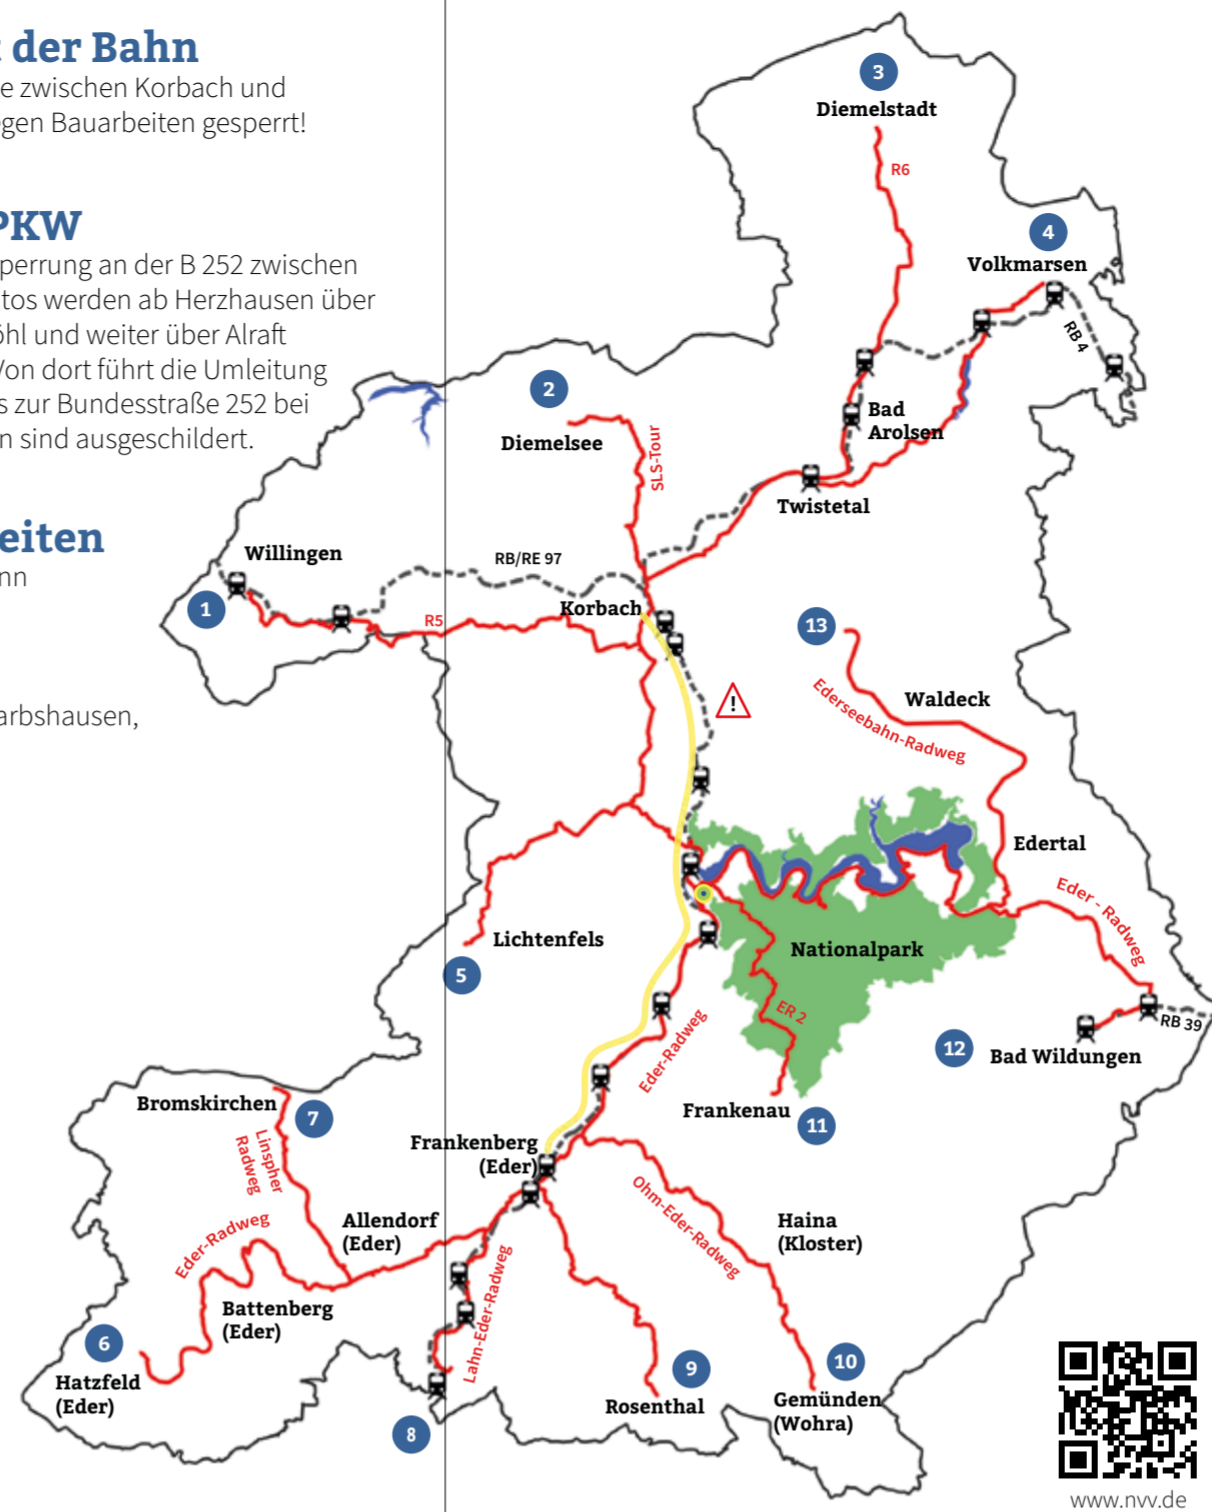 t der Bahn
e zwischen Korbach und
egen Bauarbeiten gesperrt!
PKW
sperrung an der B 252 zwischen
tos werden ab Herzhausen über
öhl und weiter über Alraft
Von dort führt die Umleitung
s zur Bundesstraße 252 bei
n sind ausgeschildert.
eiten
nn
arbshausen,
3
Diemelstadt
R6
4
Volkmarsen
RB 4
2
Diemelsee
SLS-Tour
Bad
Arolsen
Twistetal
Willingen
RB/RE 97
1
R5
Korbach
13
!
Waldeck
Ederseebahn-Radweg
Edertal
Eder - Radweg
Lichtenfels
5
Nationalpark
ER 2
RB 39
12
Bad Wildungen
Eder-Radweg
Bromskirchen
7
Frankenau
11
Linspher
Radweg
Frankenberg
(Eder)
Ohm-Eder-Radweg
Allendorf
(Eder)
Haina
(Kloster)
Eder-Radweg
Battenberg
(Eder)
Lahn-Eder-Radweg
6
Hatzfeld
(Eder)
9
Rosenthal
10
Gemünden
(Wohra)
8
www.nvv.de